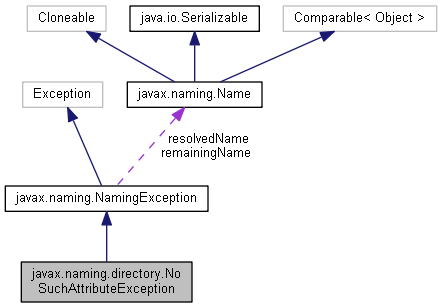 Cloneable
java.io.Serializable
Comparable< Object >
Exception
javax.naming.Name
resolvedName
remainingName
javax.naming.NamingException
javax.naming.directory.No
SuchAttributeException